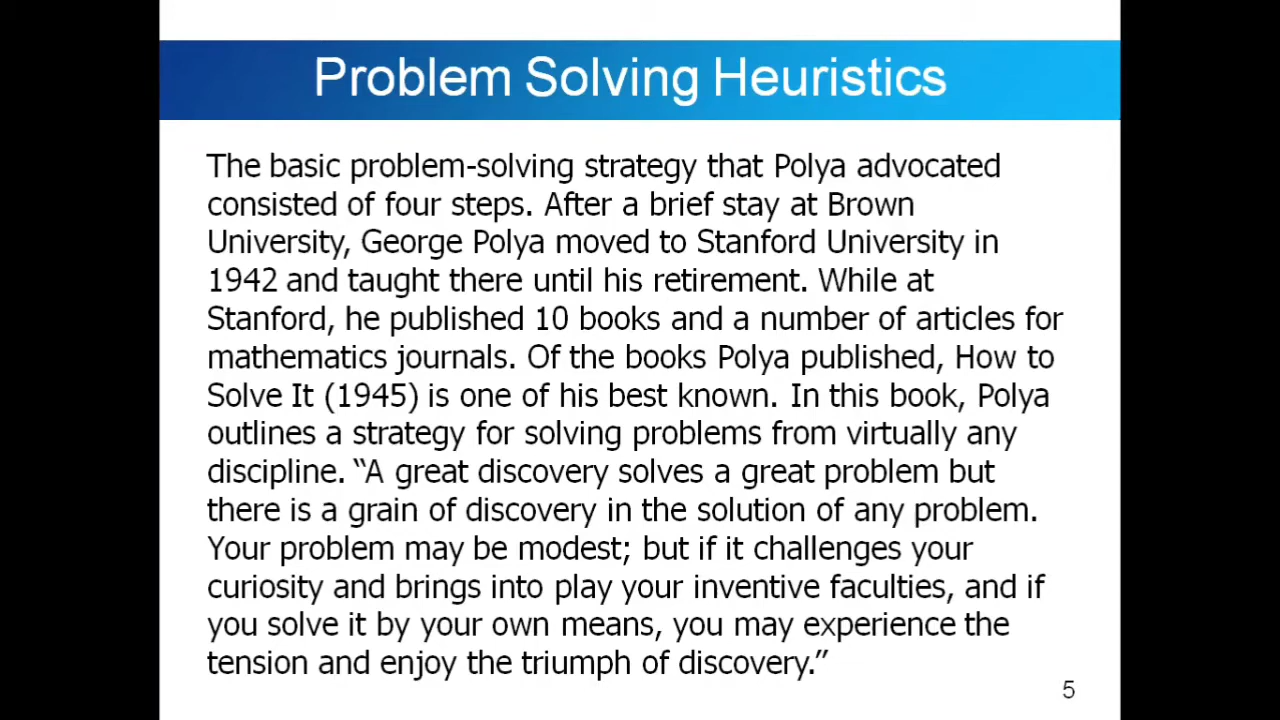 Problem Solving Heuristics
The basic problem-solving strategy that Polya advocated
consisted of four steps. After a brief stay at Brown
University, George Polya moved to Stanford University in
1942 and taught there until his retirement. While at
Stanford, he published 10 books and a number of articles for
mathematics journals. Of the books Polya published, How to
Solve It (1945) is one of his best known. In this book, Polya
outlines a strategy for solving problems from virtually any
discipline. “A great discovery solves a great problem but
there is a grain of discovery in the solution of any problem.
Your problem may be modest; but if it challenges your
curiosity and brings into play your inventive faculties, and if
you solve it by your own means, you may experience the
tension and enjoy the triumph of discovery.”
5